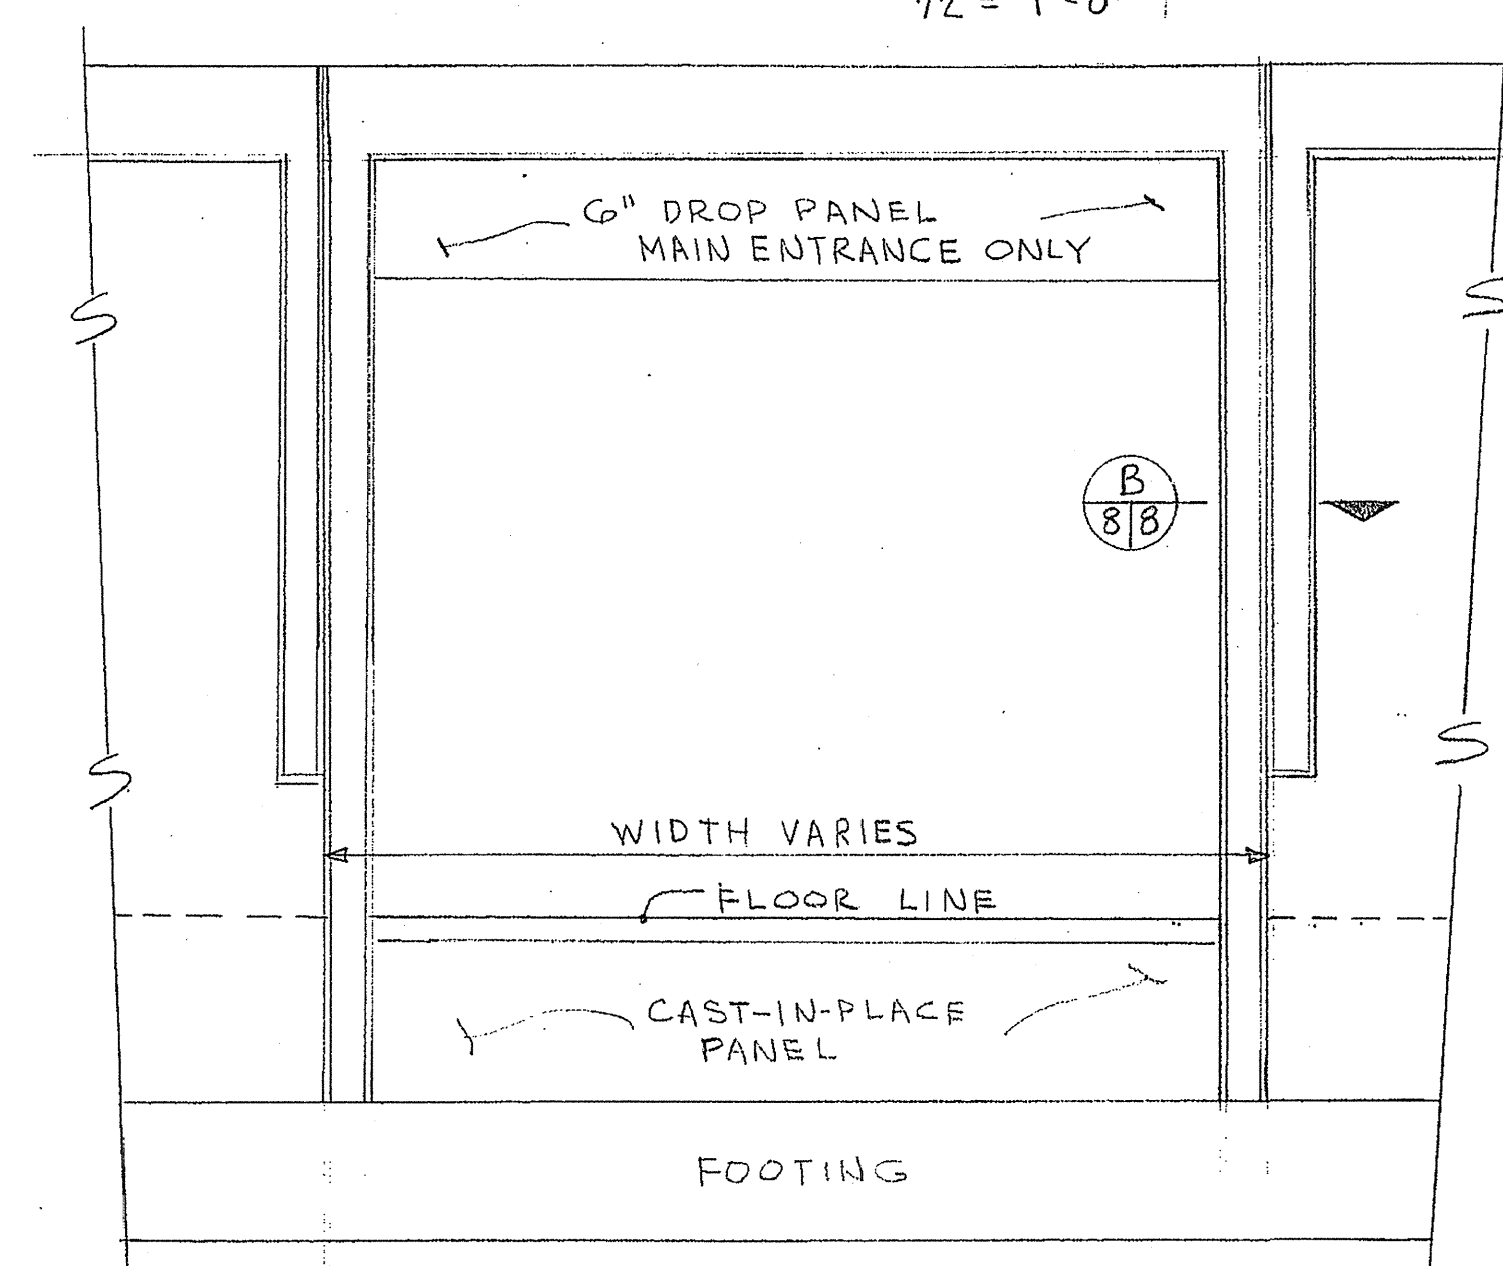 6" DROP PANEL
MAIN ENTRANCE ONLY
B
8 8
WIDTH VARIES
FLOOR LINE
CAST-IN-PLACE
PANEL
FOOTING